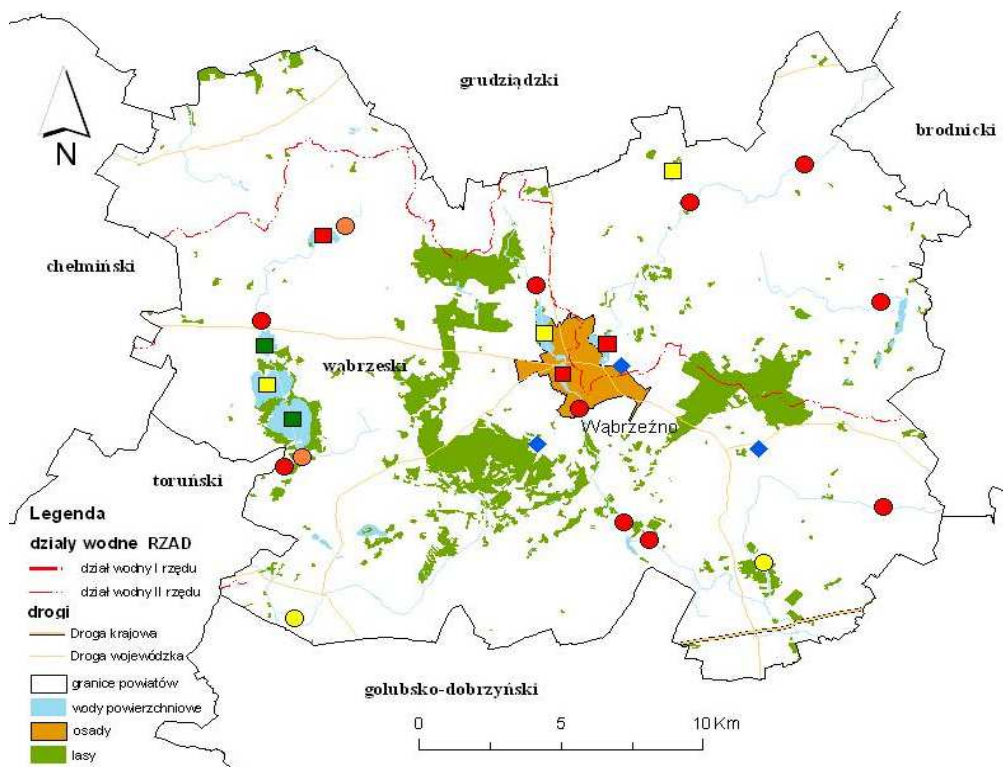 grudziądzki
brodnicki
N
chełmiński
wąbrzeski
Wąbrzeźno
toruński
Legenda
działy wodne RZAD
dział wodny I rzędu
dział wodny II rzędu
drogi
Droga krajowa
Droga wojewódzka
granice powiatów
wody powierzchniowe
osady
lasy
golubsko-dobrzyński
0 5 10 Km